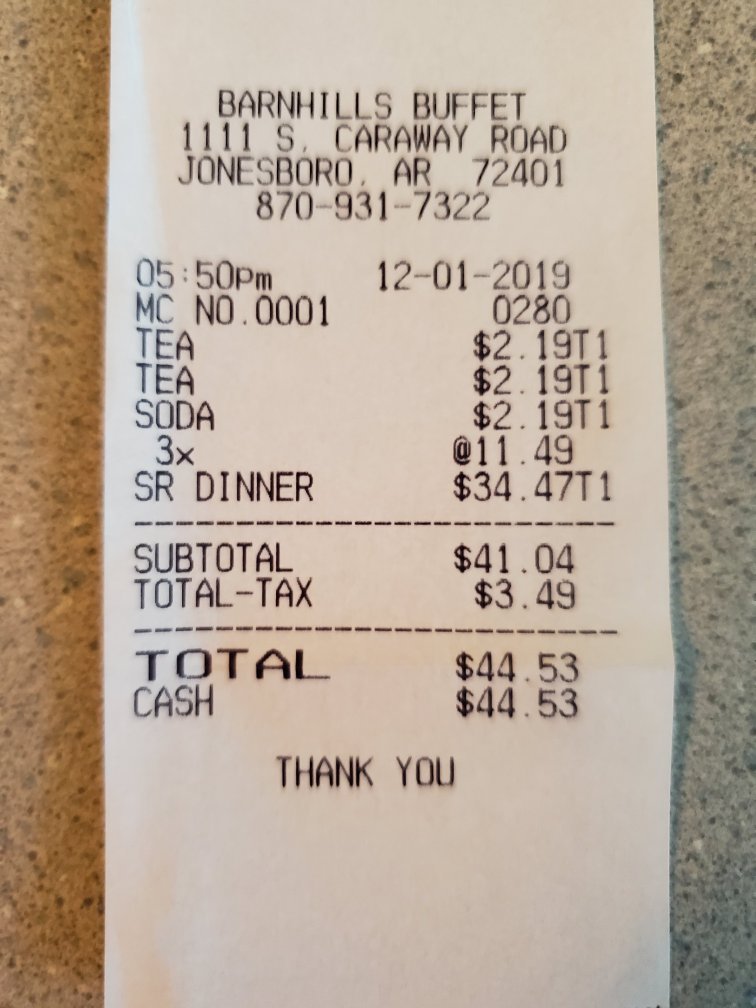 BARNHILLS BUFFET
1111 S. CARAWAY ROAD
JONESBORO, AR 72401
870-931-7322
05:50pm 12-01-2019
MC NO.0001 0280
TEA $2.19T1
TEA $2.19T1
SODA $2.19T1
3x @11.49
SR DINNER $34.47T1
------------------------
SUBTOTAL $41.04
TOTAL-TAX $3.49
------------------------
TOTAL $44.53
CASH $44.53
THANK YOU